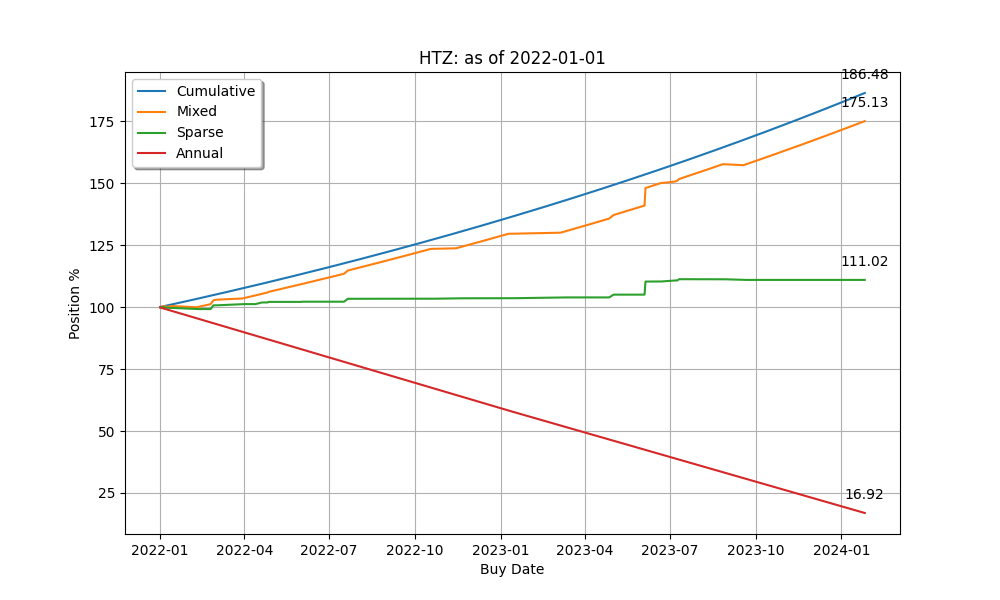 HTZ: as of 2022-01-01
186.48
175.13
111.02
16.92
Cumulative
Mixed
Sparse
Annual
Position %
175
150
125
100
75
50
25
2022-01 2022-04 2022-07 2022-10 2023-01 2023-04 2023-07 2023-10 2024-01
Buy Date